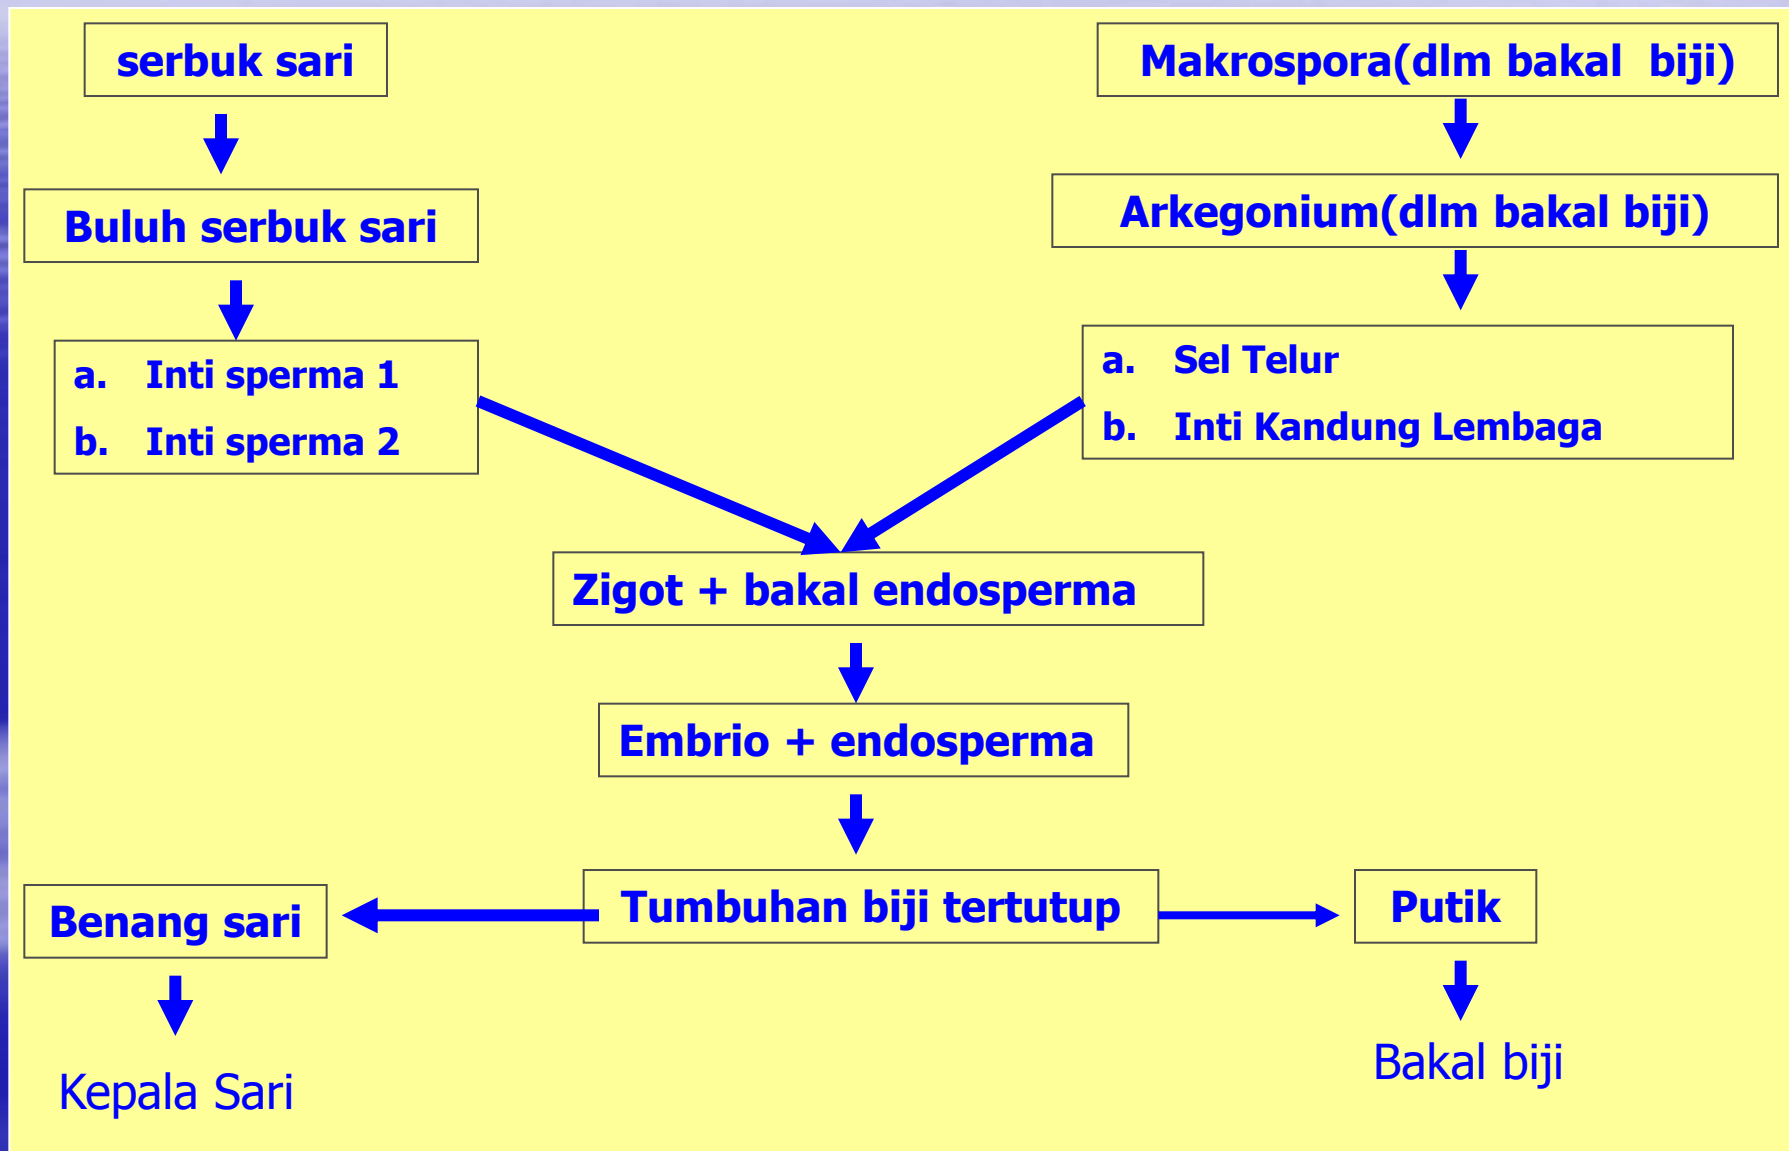 serbuk sari
Makrospora(dlm bakal biji)
Buluh serbuk sari
Arkegonium(dlm bakal biji)
a. Inti sperma 1
b. Inti sperma 2
a. Sel Telur
b. Inti Kandung Lembaga
Zigot + bakal endosperma
Embrio + endosperma
Benang sari
Tumbuhan biji tertutup
Putik
Kepala Sari
Bakal biji